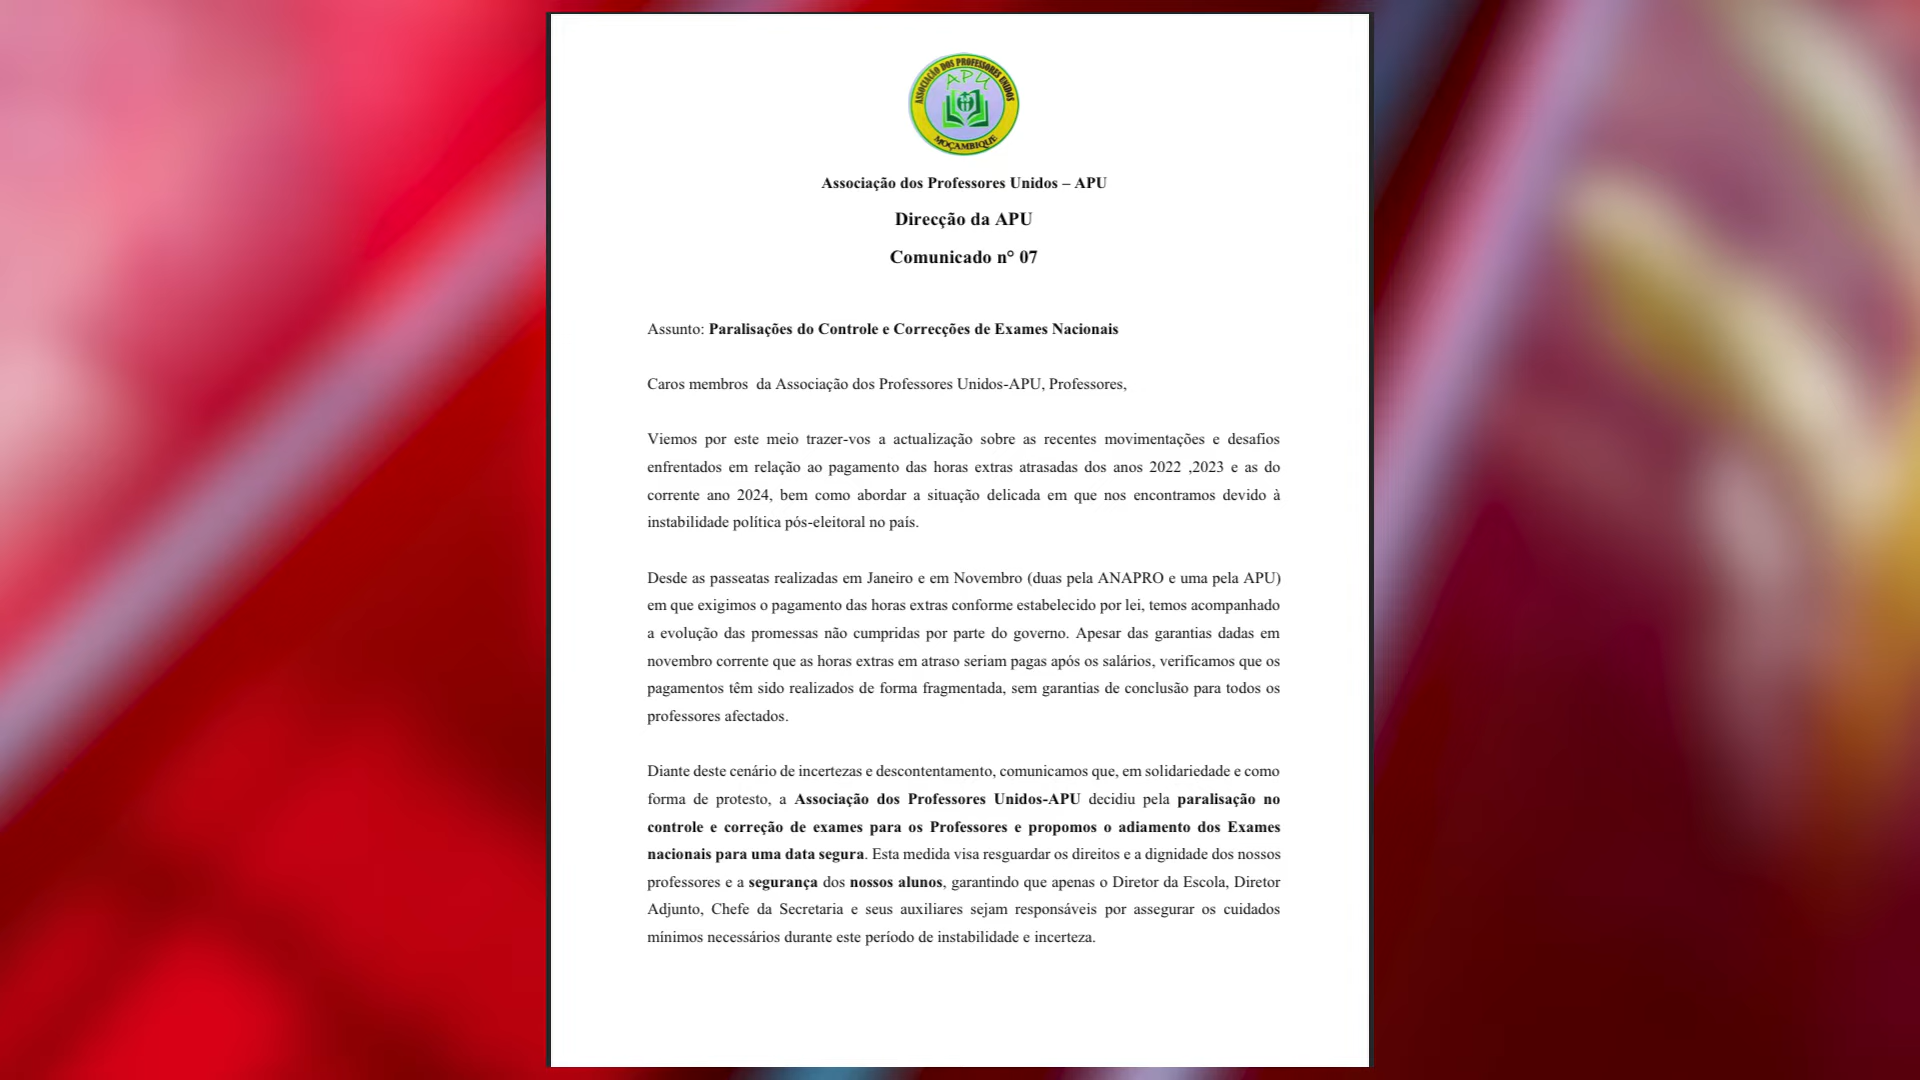 ASSOCIAÇÃO DOS PROFESSORES UNIDOS
APU
MOÇAMBIQUE
Associação dos Professores Unidos – APU
Direcção da APU
Comunicado n° 07
Assunto: Paralisações do Controle e Correcções de Exames Nacionais
Caros membros  da Associação dos Professores Unidos-APU, Professores,
Viemos por este meio trazer-vos a actualização sobre as recentes movimentações e desafios
enfrentados em relação ao pagamento das horas extras atrasadas dos anos 2022 ,2023 e as do
corrente ano 2024, bem como abordar a situação delicada em que nos encontramos devido à
instabilidade política pós-eleitoral no país.
Desde as passeatas realizadas em Janeiro e em Novembro (duas pela ANAPRO e uma pela APU)
em que exigimos o pagamento das horas extras conforme estabelecido por lei, temos acompanhado
a evolução das promessas não cumpridas por parte do governo. Apesar das garantias dadas em
novembro corrente que as horas extras em atraso seriam pagas após os salários, verificamos que os
pagamentos têm sido realizados de forma fragmentada, sem garantias de conclusão para todos os
professores afectados.
Diante deste cenário de incertezas e descontentamento, comunicamos que, em solidariedade e como
forma de protesto, a Associação dos Professores Unidos-APU decidiu pela paralisação no
controle e correção de exames para os Professores e propomos o adiamento dos Exames
nacionais para uma data segura. Esta medida visa resguardar os direitos e a dignidade dos nossos
professores e a segurança dos nossos alunos, garantindo que apenas o Diretor da Escola, Diretor
Adjunto, Chefe da Secretaria e seus auxiliares sejam responsáveis por assegurar os cuidados
mínimos necessários durante este período de instabilidade e incerteza.